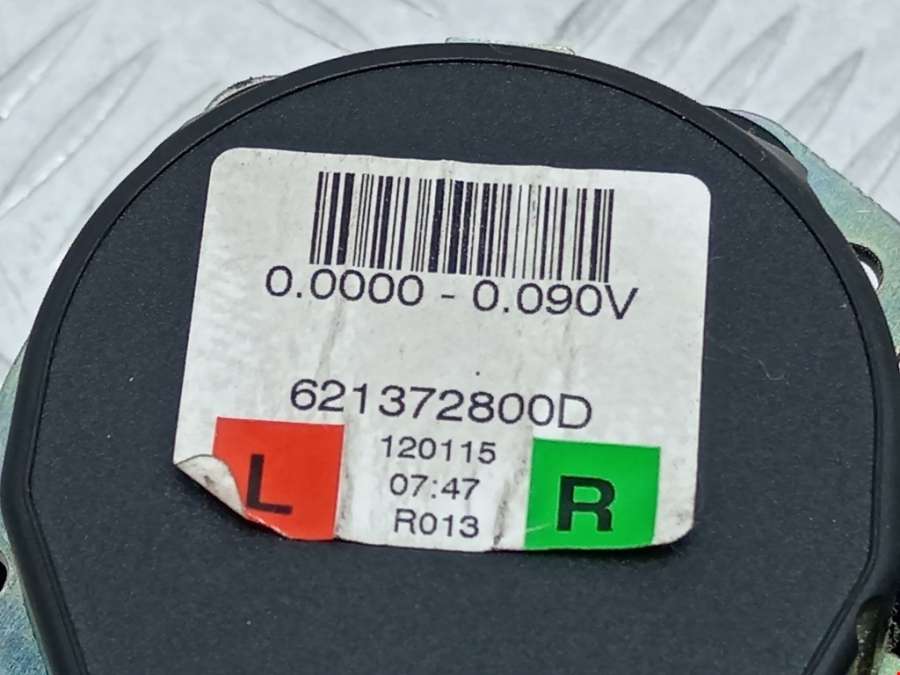 0.0000 - 0.090V
621372800D
120115
L 07:47 R
R013